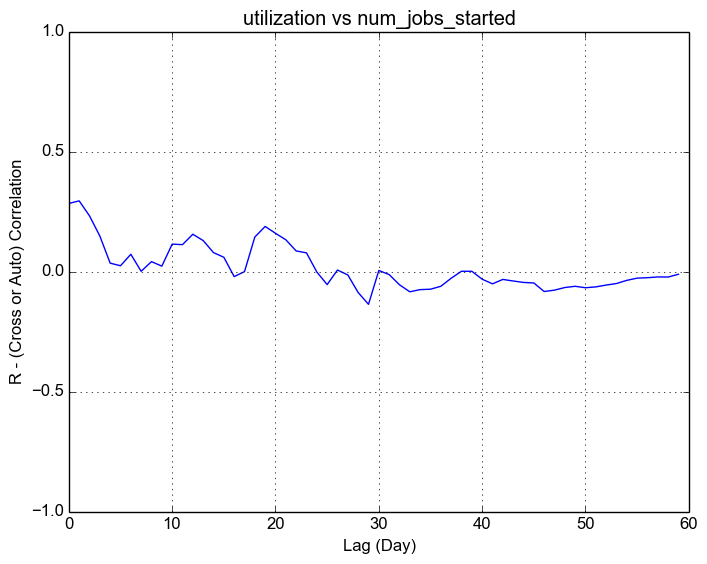 utilization vs num_jobs_started
1.0
0.5
0.0
−0.5
−1.0
R - (Cross or Auto) Correlation
0 10 20 30 40 50 60
Lag (Day)